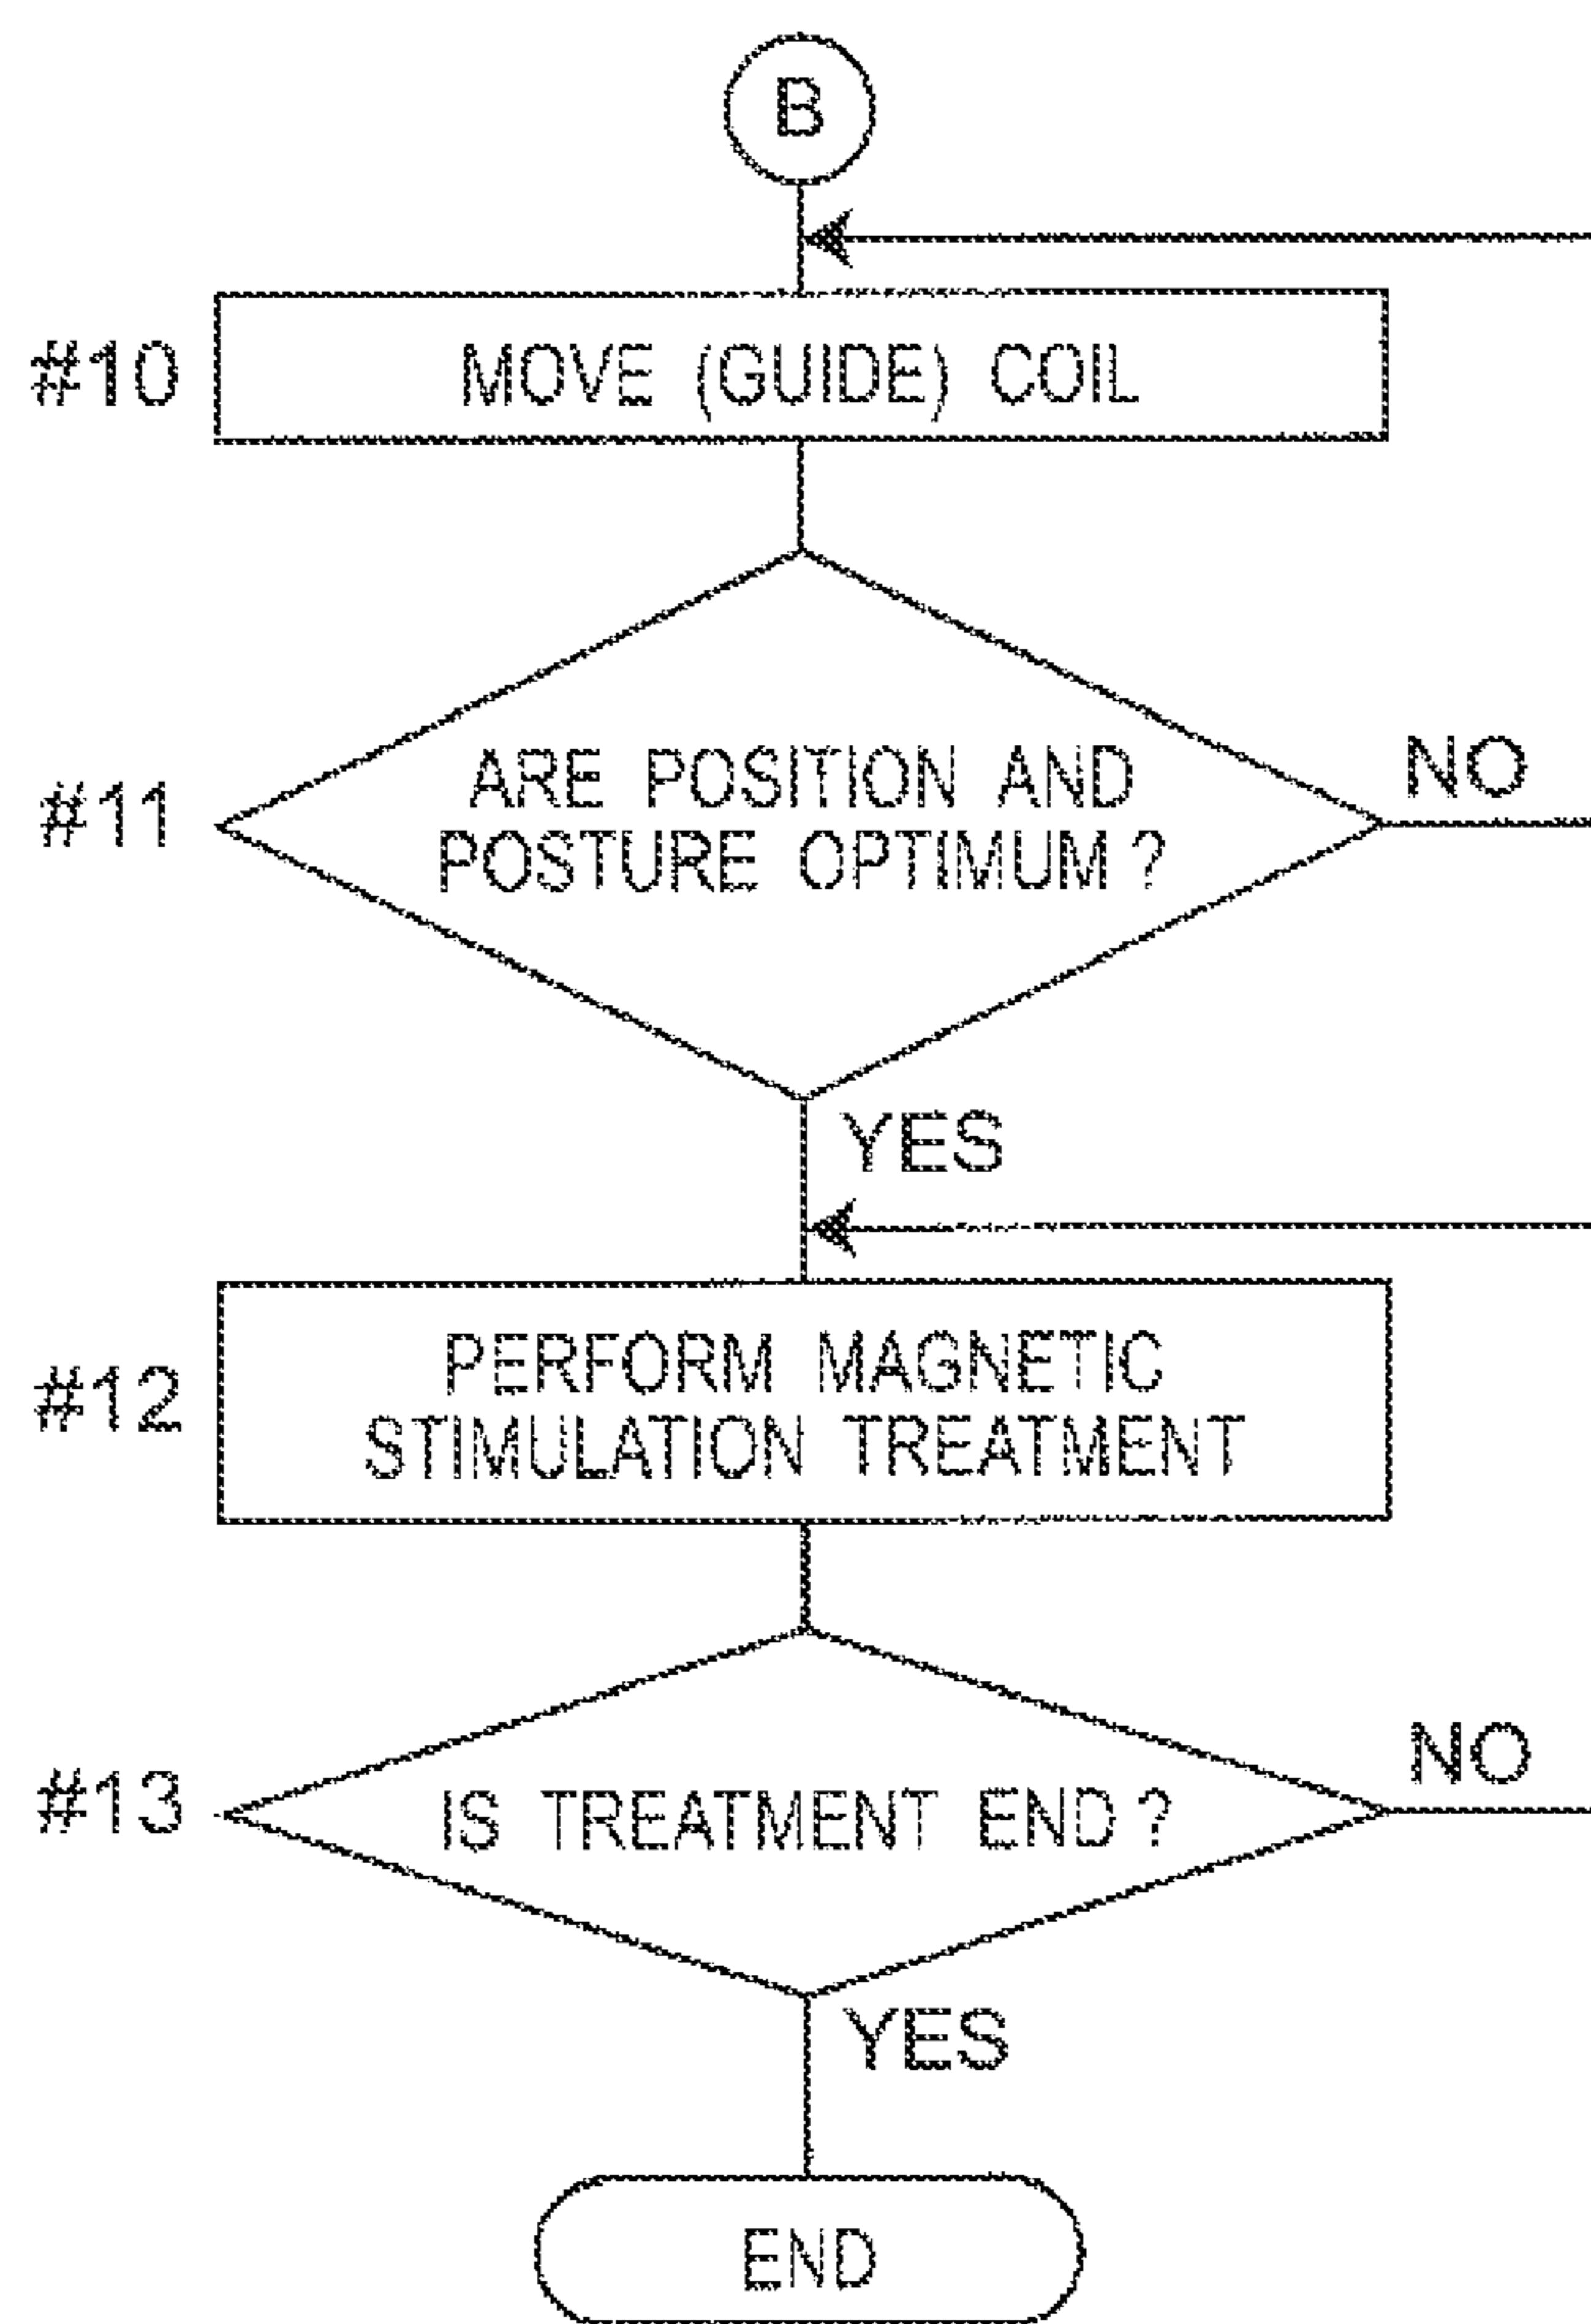 B
#10
MOVE (GUIDE) COIL
#11
ARE POSITION AND
POSTURE OPTIMUM ?
NO
YES
#12
PERFORM MAGNETIC
STIMULATION TREATMENT
#13
IS TREATMENT END ?
NO
YES
END